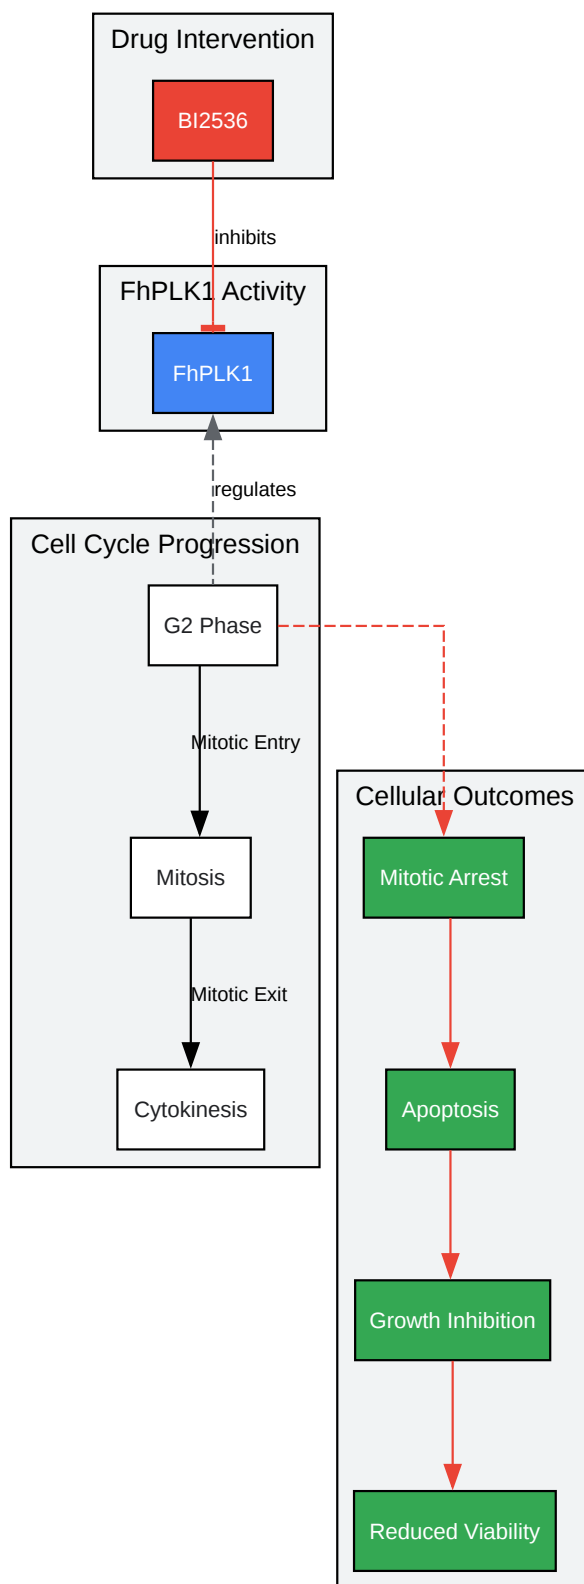 Drug Intervention
BI2536
inhibits
FhPLK1 Activity
FhPLK1
regulates
Cell Cycle Progression
G2 Phase
Mitotic Entry
Cellular Outcomes
Mitosis
Mitotic Arrest
Mitotic Exit
Cytokinesis
Apoptosis
Growth Inhibition
Reduced Viability